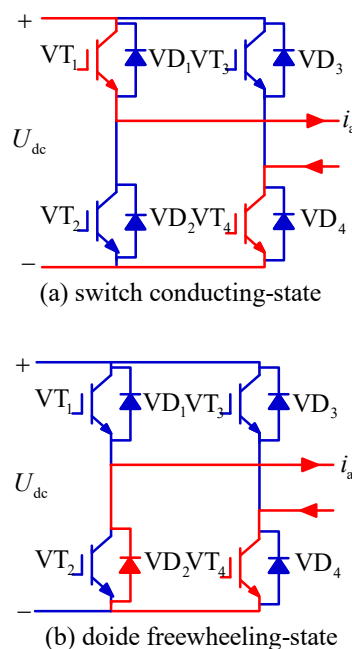 +
VT1 VD1 VT3 VD3
ia
Udc
VT2 VD2 VT4 VD4
−
(a) switch conducting-state
+
VT1 VD1 VT3 VD3
ia
Udc
VT2 VD2 VT4 VD4
−
(b) doide freewheeling-state